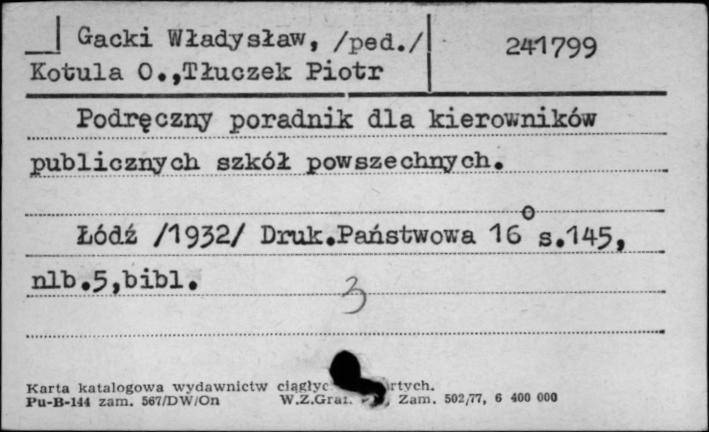 Gacki Władysław, /ped./ 241799
Kotula O.,Tłuczek Piotr
Podręczny poradnik dla kierowników
publicznych szkół powszechnych.
Łódź /1932/ Druk.Państwowa 16° s.145,
nlb.5,bibl.
3
Karta katalogowa wydawnictw
Pu-B-144 zam. 567/DW/On W.Z.Graf. Zam. 502/77, 6 400 000